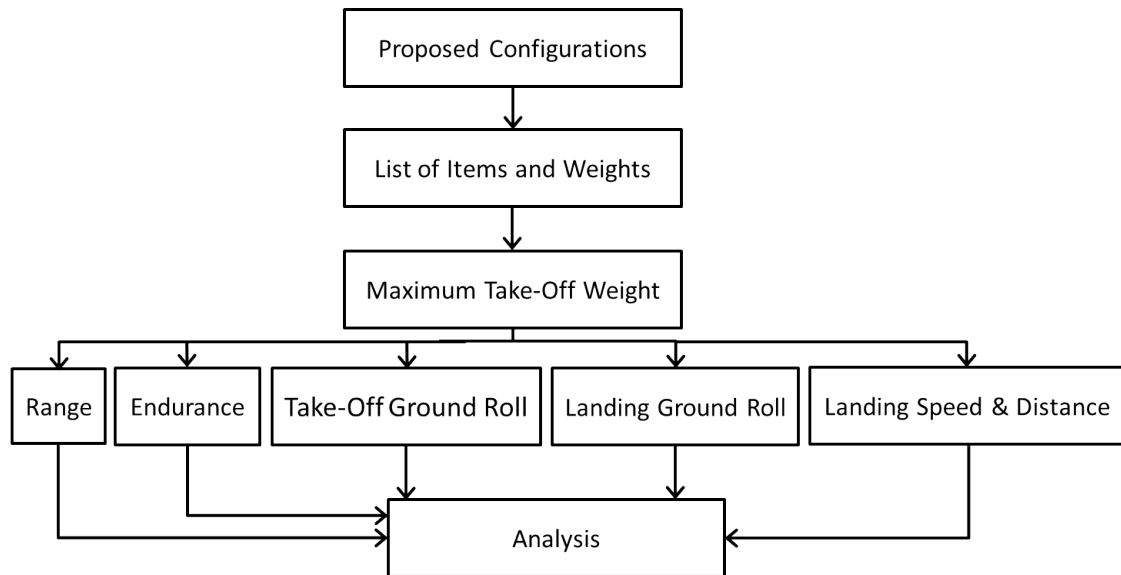 Proposed Configurations
List of Items and Weights
Maximum Take-Off Weight
Range
Endurance
Take-Off Ground Roll
Landing Ground Roll
Landing Speed & Distance
Analysis